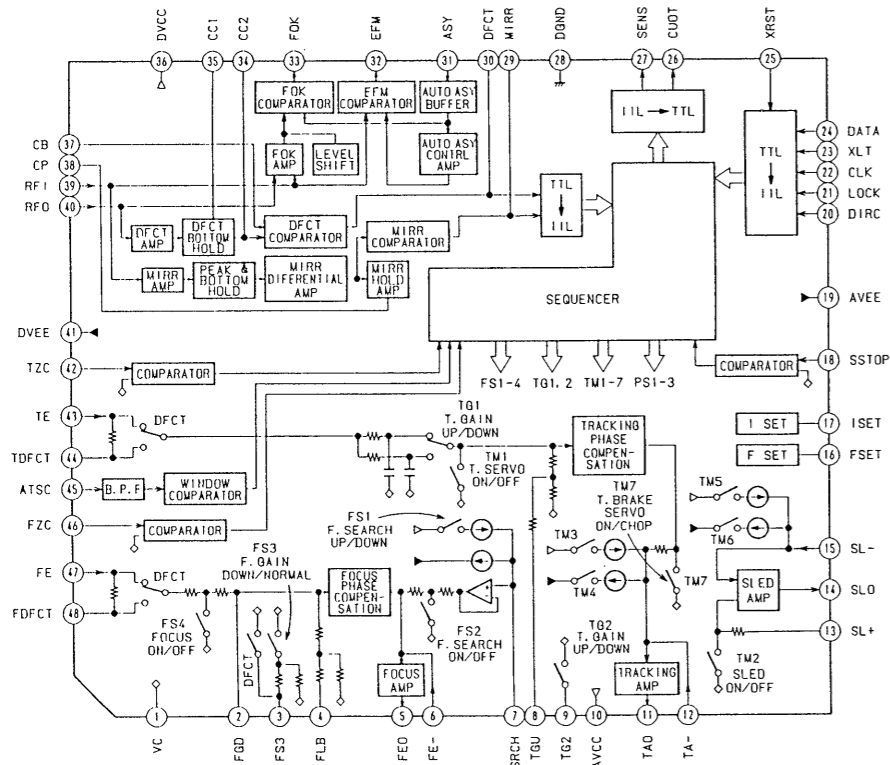 DVCC
CC1
CC2
FOK
EFM
ASY
DFCT
MIRR
DGND
SENS
CUOT
XRST
36
35
34
33
32
31
30
29
28
27
26
25
FOK COMPARATOR
EFM COMPARATOR
AUTO ASY BUFFER
IIL → TTL
CB 37
CP 38
RFI 39
RFO 40
FOK AMP
LEVEL SHIFT
AUTO ASY CONTRL AMP
TTL ↓ IIL
TTL ↓ IIL
24 DATA
23 XLT
22 CLK
21 LOCK
20 DIRC
DFCT AMP
DFCT BOTTOM HOLD
DFCT COMPARATOR
MIRR COMPARATOR
MIRR AMP
PEAK & BOTTOM HOLD
MIRR DIFERENTIAL AMP
MIRR HOLD AMP
SEQUENCER
19 AVEE
DVEE 41
TZC 42
COMPARATOR
FS1-4
TG1, 2
TM1-7
PS1-3
COMPARATOR
18 SSTOP
TE 43
DFCT
TDFCT 44
TG1
T. GAIN
UP/DOWN
TM1
T. SERVO
ON/OFF
TRACKING
PHASE
COMPEN-
SATION
I SET
17 ISET
F SET
16 FSET
ATSC 45
B.P.F
WINDOW COMPARATOR
FZC 46
COMPARATOR
FS1
F. SEARCH
UP/DOWN
TM7
T. BRAKE
SERVO
ON/CHOP
TM3
TM4
TM7
TM5
TM6
15 SL-
FE 47
DFCT
FDFCT 48
FS4
FOCUS
ON/OFF
FS3
F. GAIN
DOWN/NORMAL
FOCUS
PHASE
COMPENSATION
FS2
F. SEARCH
ON/OFF
SLED AMP
14 SLO
13 SL+
TG2
T. GAIN
UP/DOWN
TM2
SLED
ON/OFF
DFCT
FOCUS AMP
TRACKING AMP
1
2
3
4
5
6
7
8
9
10
11
12
VC
FGD
FS3
FLB
FEO
FE-
SRCH
TGU
TG2
AVCC
TAO
TA-